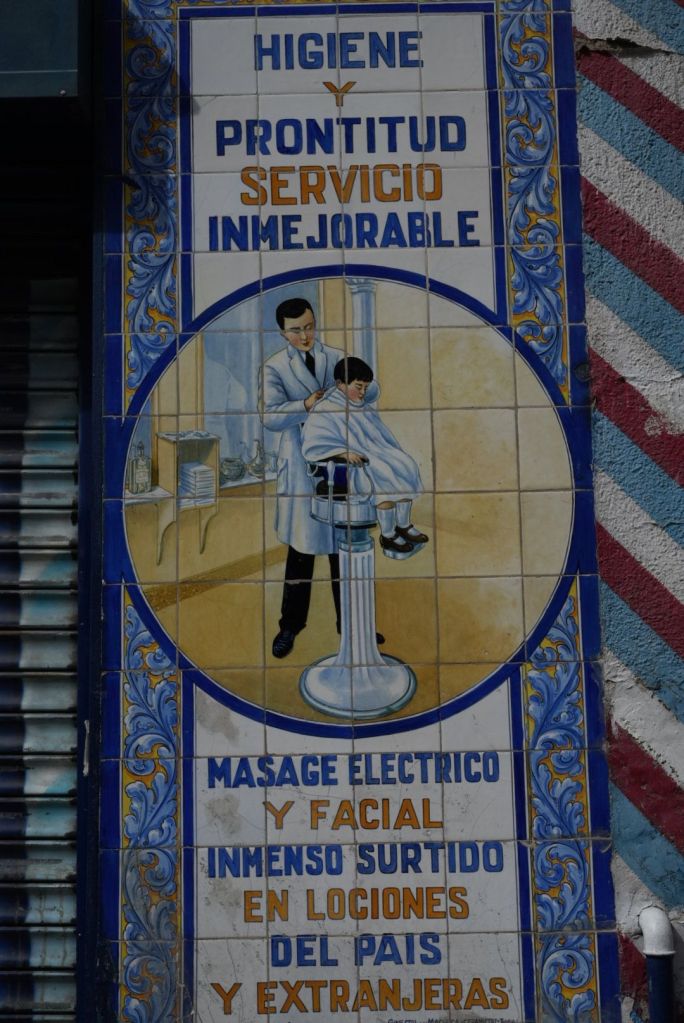 HIGIENE
Y
PRONTITUD
SERVICIO
INMEJORABLE
MASAGE ELECTRICO
Y FACIAL
INMENSO SURTIDO
EN LOCIONES
DEL PAIS
Y EXTRANJERAS